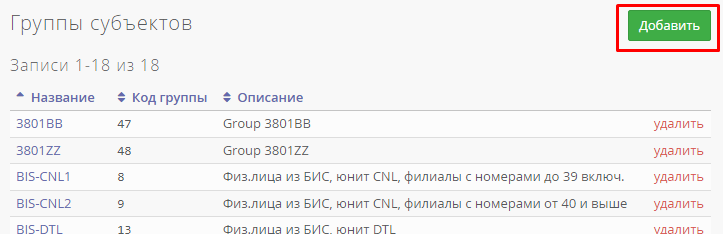 Группы субъектов Добавить
Записи 1-18 из 18
Название Код группы Описание
3801BB 47 Group 3801BB удалить
3801ZZ 48 Group 3801ZZ удалить
BIS-CNL1 8 Физ.лица из БИС, юнит CNL, филиалы с номерами до 39 включ. удалить
BIS-CNL2 9 Физ.лица из БИС, юнит CNL, филиалы с номерами от 40 и выше удалить
BIS-DTL 13 Физ.лица из БИС, юнит DTL удалить